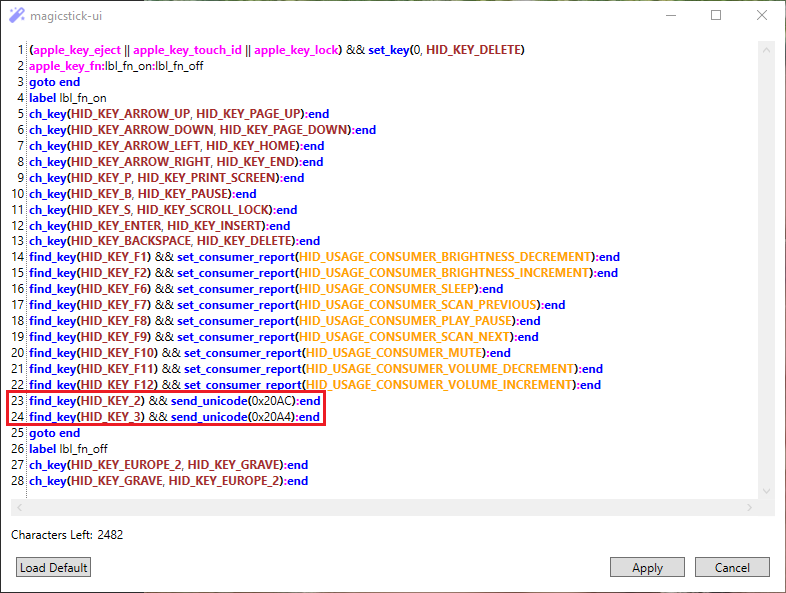 magicstick-ui
1 (apple_key_eject || apple_key_touch_id || apple_key_lock) && set_key(0, HID_KEY_DELETE)
2 apple_key_fn:lbl_fn_on:lbl_fn_off
3 goto end
4 label lbl_fn_on
5 ch_key(HID_KEY_ARROW_UP, HID_KEY_PAGE_UP):end
6 ch_key(HID_KEY_ARROW_DOWN, HID_KEY_PAGE_DOWN):end
7 ch_key(HID_KEY_ARROW_LEFT, HID_KEY_HOME):end
8 ch_key(HID_KEY_ARROW_RIGHT, HID_KEY_END):end
9 ch_key(HID_KEY_P, HID_KEY_PRINT_SCREEN):end
10 ch_key(HID_KEY_B, HID_KEY_PAUSE):end
11 ch_key(HID_KEY_S, HID_KEY_SCROLL_LOCK):end
12 ch_key(HID_KEY_ENTER, HID_KEY_INSERT):end
13 ch_key(HID_KEY_BACKSPACE, HID_KEY_DELETE):end
14 find_key(HID_KEY_F1) && set_consumer_report(HID_USAGE_CONSUMER_BRIGHTNESS_DECREMENT):end
15 find_key(HID_KEY_F2) && set_consumer_report(HID_USAGE_CONSUMER_BRIGHTNESS_INCREMENT):end
16 find_key(HID_KEY_F6) && set_consumer_report(HID_USAGE_CONSUMER_SLEEP):end
17 find_key(HID_KEY_F7) && set_consumer_report(HID_USAGE_CONSUMER_SCAN_PREVIOUS):end
18 find_key(HID_KEY_F8) && set_consumer_report(HID_USAGE_CONSUMER_PLAY_PAUSE):end
19 find_key(HID_KEY_F9) && set_consumer_report(HID_USAGE_CONSUMER_SCAN_NEXT):end
20 find_key(HID_KEY_F10) && set_consumer_report(HID_USAGE_CONSUMER_MUTE):end
21 find_key(HID_KEY_F11) && set_consumer_report(HID_USAGE_CONSUMER_VOLUME_DECREMENT):end
22 find_key(HID_KEY_F12) && set_consumer_report(HID_USAGE_CONSUMER_VOLUME_INCREMENT):end
23 find_key(HID_KEY_2) && send_unicode(0x20AC):end
24 find_key(HID_KEY_3) && send_unicode(0x20A4):end
25 goto end
26 label lbl_fn_off
27 ch_key(HID_KEY_EUROPE_2, HID_KEY_GRAVE):end
28 ch_key(HID_KEY_GRAVE, HID_KEY_EUROPE_2):end
Characters Left: 2482
Load Default Apply Cancel